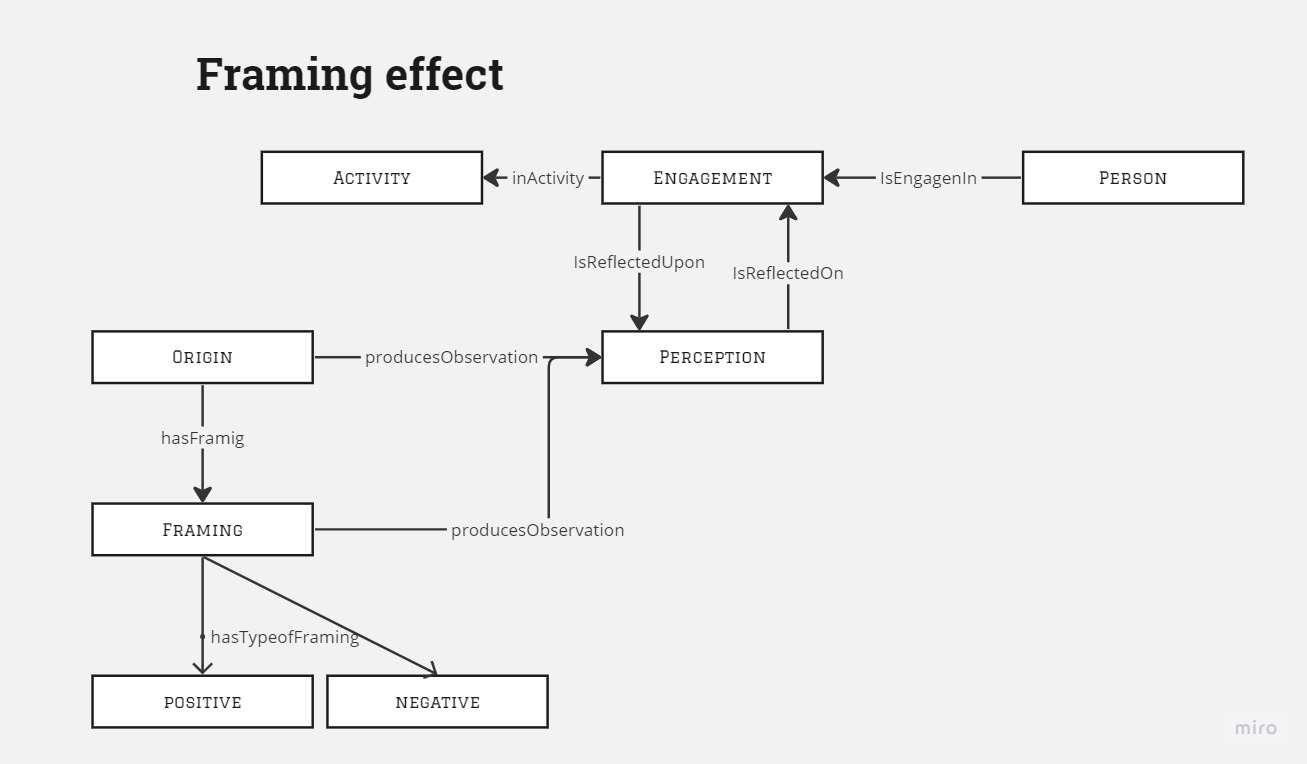 Framing effect
Activity
inActivity
Engagement
IsEngagenIn
Person
IsReflectedUpon
IsReflectedOn
Origin
producesObservation
Perception
hasFramig
Framing
producesObservation
hasTypeofFraming
positive
negative
miro